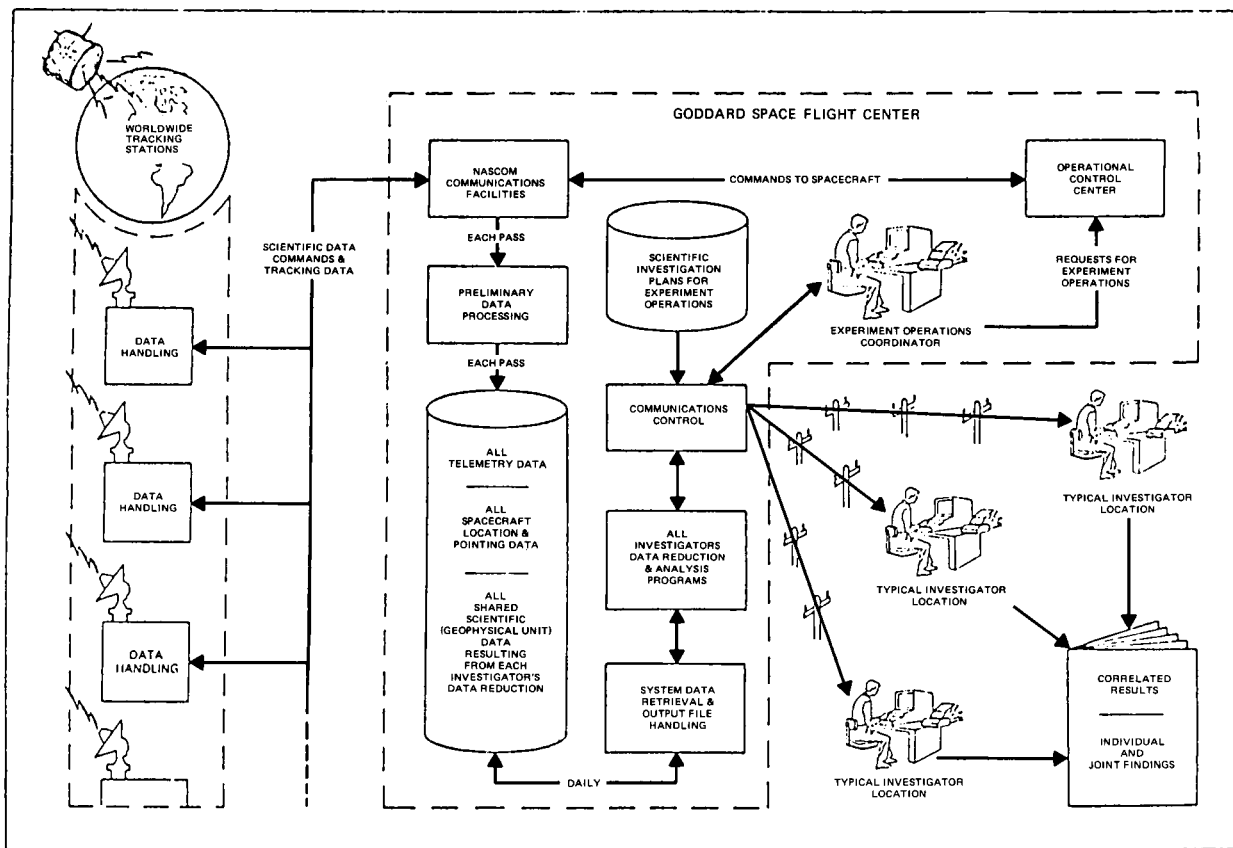 WORLDWIDE
TRACKING
STATIONS
DATA
HANDLING
DATA
HANDLING
DATA
HANDLING
SCIENTIFIC DATA
COMMANDS &
TRACKING DATA
GODDARD SPACE FLIGHT CENTER
NASCOM
COMMUNICATIONS
FACILITIES
COMMANDS TO SPACECRAFT
OPERATIONAL
CONTROL
CENTER
EACH PASS
PRELIMINARY
DATA
PROCESSING
EACH PASS
SCIENTIFIC
INVESTIGATION
PLANS FOR
EXPERIMENT
OPERATIONS
REQUESTS FOR
EXPERIMENT
OPERATIONS
EXPERIMENT OPERATIONS
COORDINATOR
ALL
TELEMETRY DATA
ALL
SPACECRAFT
LOCATION &
POINTING DATA
ALL
SHARED
SCIENTIFIC
(GEOPHYSICAL UNIT)
DATA
RESULTING
FROM EACH
INVESTIGATOR'S
DATA REDUCTION
COMMUNICATIONS
CONTROL
ALL
INVESTIGATORS
DATA REDUCTION
& ANALYSIS
PROGRAMS
SYSTEM DATA
RETRIEVAL &
OUTPUT FILE
HANDLING
DAILY
TYPICAL INVESTIGATOR
LOCATION
TYPICAL INVESTIGATOR
LOCATION
TYPICAL INVESTIGATOR
LOCATION
CORRELATED
RESULTS
INDIVIDUAL
AND
JOINT FINDINGS